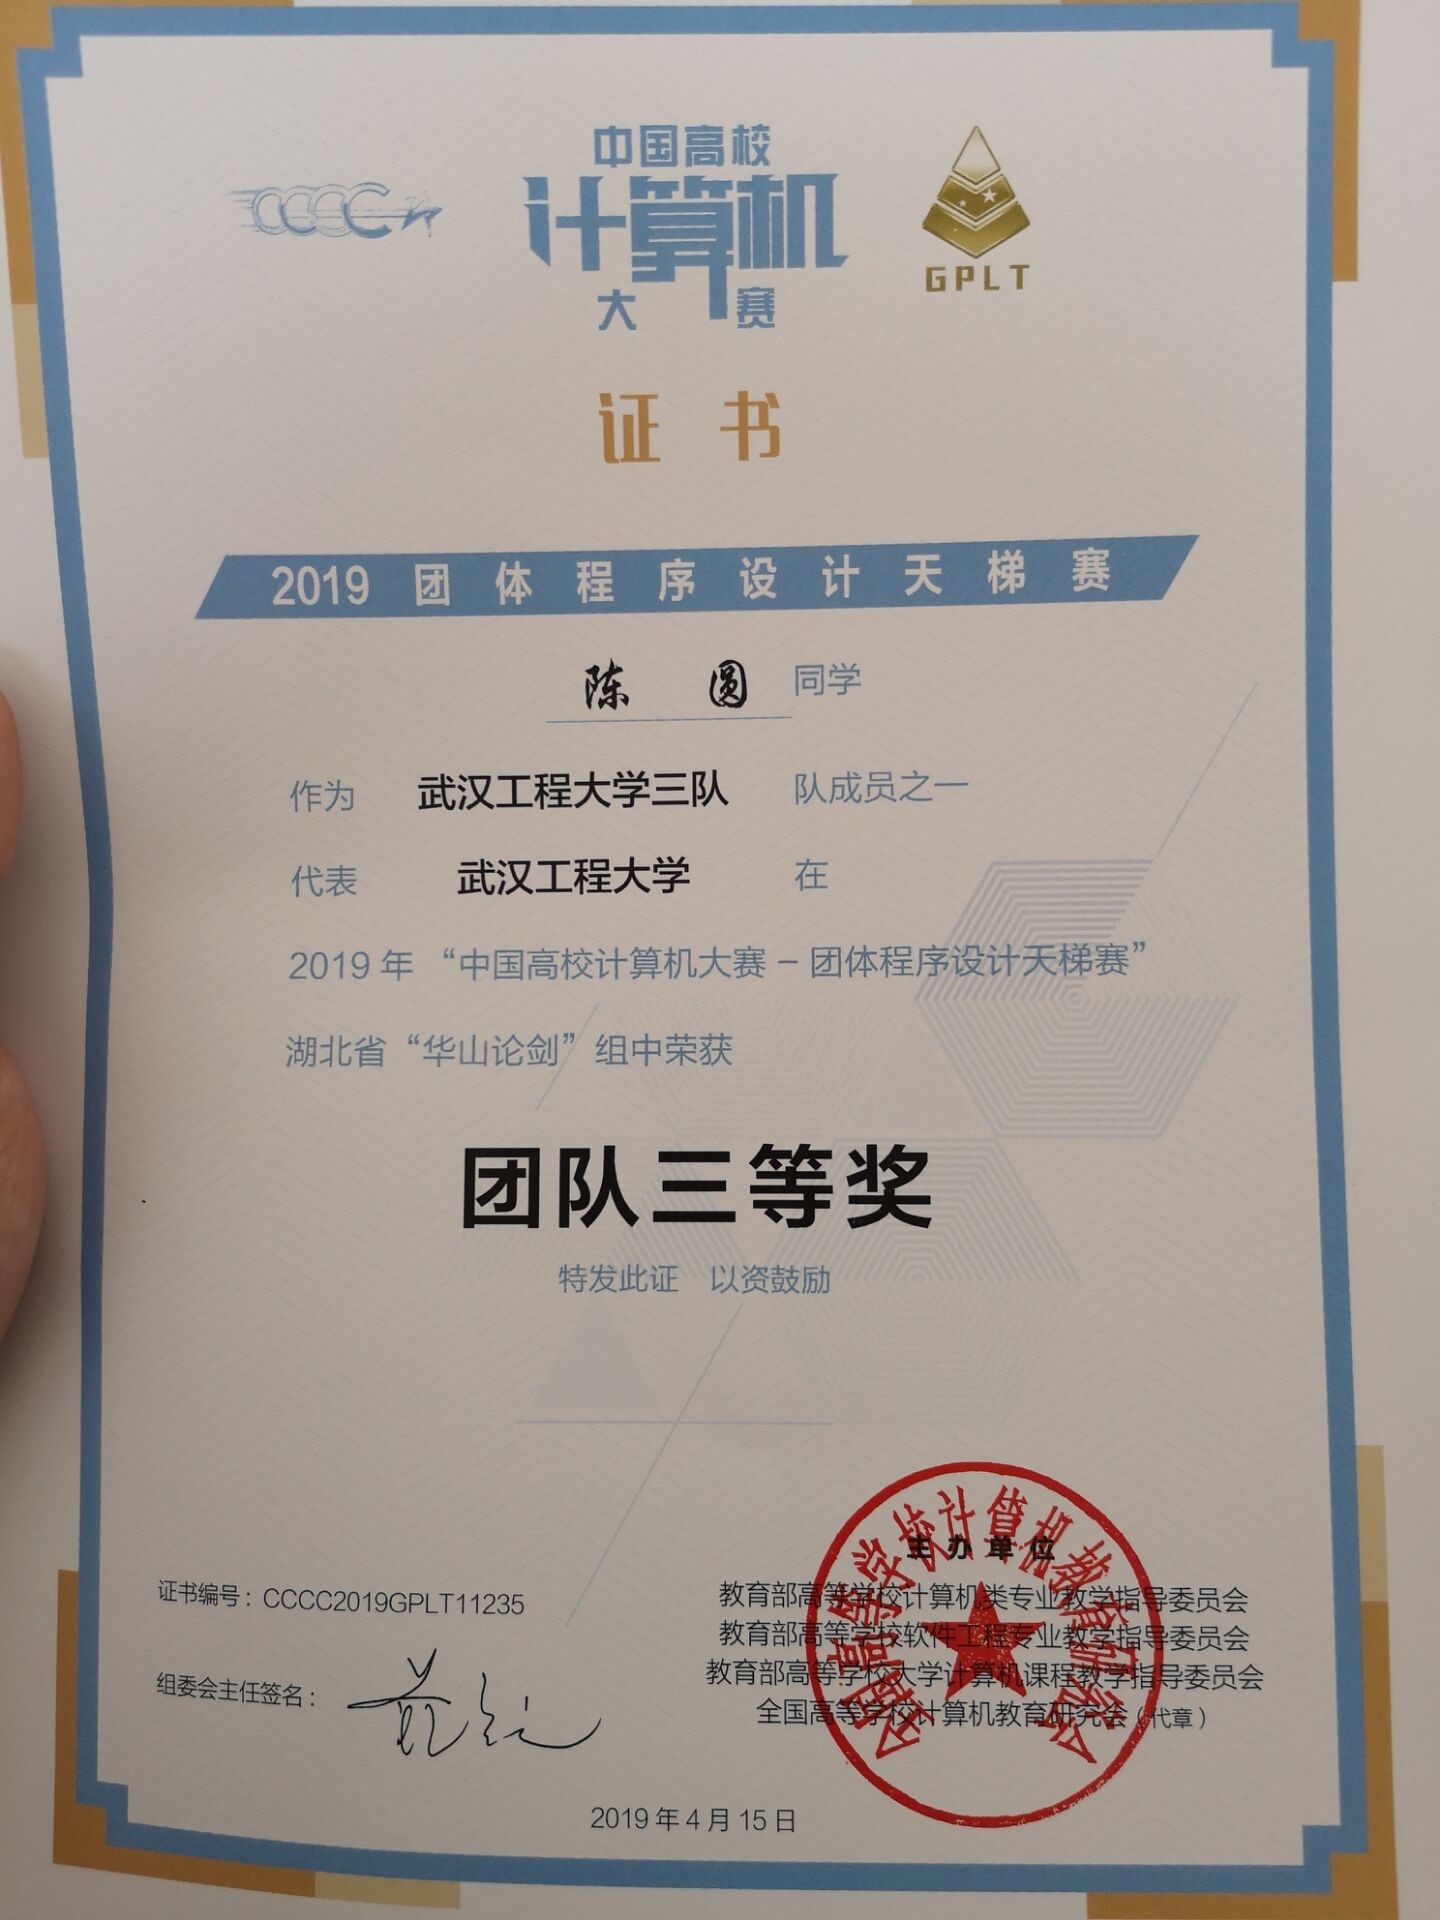 CCCC
中国高校
计算机
大赛
GPLT
证书
2019 团体程序设计天梯赛
陈 圆 同学
作为 武汉工程大学三队 队成员之一
代表 武汉工程大学 在
2019 年 “中国高校计算机大赛 – 团体程序设计天梯赛”
湖北省“华山论剑”组中荣获
团队三等奖
特发此证 以资鼓励
主办单位
证书编号：CCCC2019GPLT11235
教育部高等学校计算机类专业教学指导委员会
教育部高等学校软件工程专业教学指导委员会
教育部高等学校大学计算机课程教学指导委员会
全国高等学校计算机教育研究会（代章）
组委会主任签名：
全国高等学校计算机教育研究会
2019 年 4 月 15 日